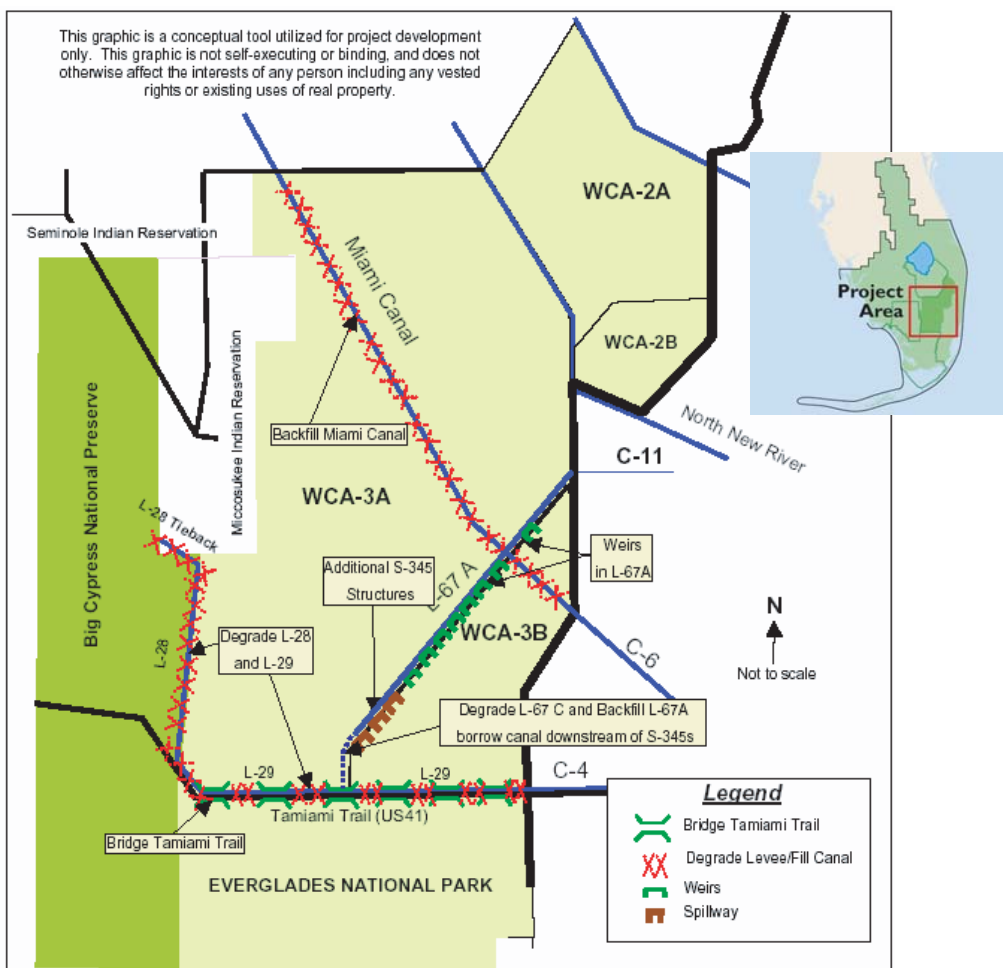 This graphic is a conceptual tool utilized for project development
only. This graphic is not self-executing or binding, and does not
otherwise affect the interests of any person including any vested
rights or existing uses of real property.
WCA-2A
Seminole Indian Reservation
Miami Canal
Project
Area
WCA-2B
Miccosukee Indian Reservation
Big Cypress National Preserve
Backfill Miami Canal
North New River
C-11
WCA-3A
L-28 Tieback
Weirs
in L-67A
Additional S-345
Structures
L-67 A
WCA-3B
N
Not to scale
L-28
Degrade L-28
and L-29
C-6
Degrade L-67 C and Backfill L-67A
borrow canal downstream of S-345s
L-29
L-29
C-4
Tamiami Trail (US41)
Bridge Tamiami Trail
EVERGLADES NATIONAL PARK
Legend
Bridge Tamiami Trail
Degrade Levee/Fill Canal
Weirs
Spillway